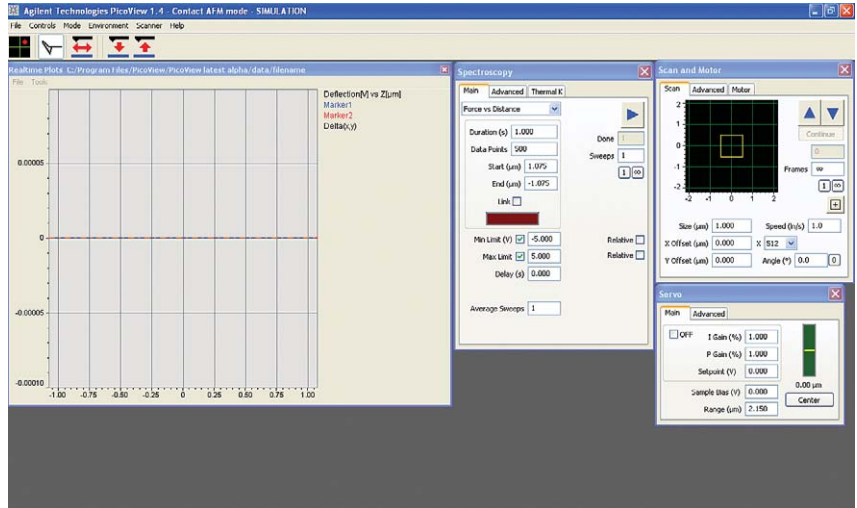 Agilent Technologies PicoView 1.4 - Contact AFM mode - SIMULATION
File Controls Mode Environment Scanner Help
Realtime Plots C:/Program Files/PicoView/PicoView latest alpha/data/filename
File Tools
Deflection[V] vs Z[µm]
Marker1
Marker2
Delta(x,y)
0.00005
0
-0.00005
-0.00010
-1.00 -0.75 -0.50 -0.25 0 0.25 0.50 0.75 1.00
Spectroscopy
Main Advanced Thermal K
Force vs Distance
Duration (s) 1.000
Data Points 500
Start (µm) 1.075
End (µm) -1.075
Link
Done
Sweeps 1
1 ∞
Min Limit (V) -5.000 Relative
Max Limit 5.000 Relative
Delay (s) 0.000
Average Sweeps 1
Scan and Motor
Scan Advanced Motor
2
1
0
-1
-2
-2 -1 0 1 2
Continue
0
Frames ∞
1 ∞
+
Size (µm) 1.000 Speed (ln/s) 1.0
X Offset (µm) 0.000 X 512
Y Offset (µm) 0.000 Angle (°) 0.0 0
Servo
Main Advanced
OFF I Gain (%) 1.000
P Gain (%) 1.000
Setpoint (V) 0.000
Sample Bias (V) 0.000
Range (µm) 2.150
0.00 µm
Center